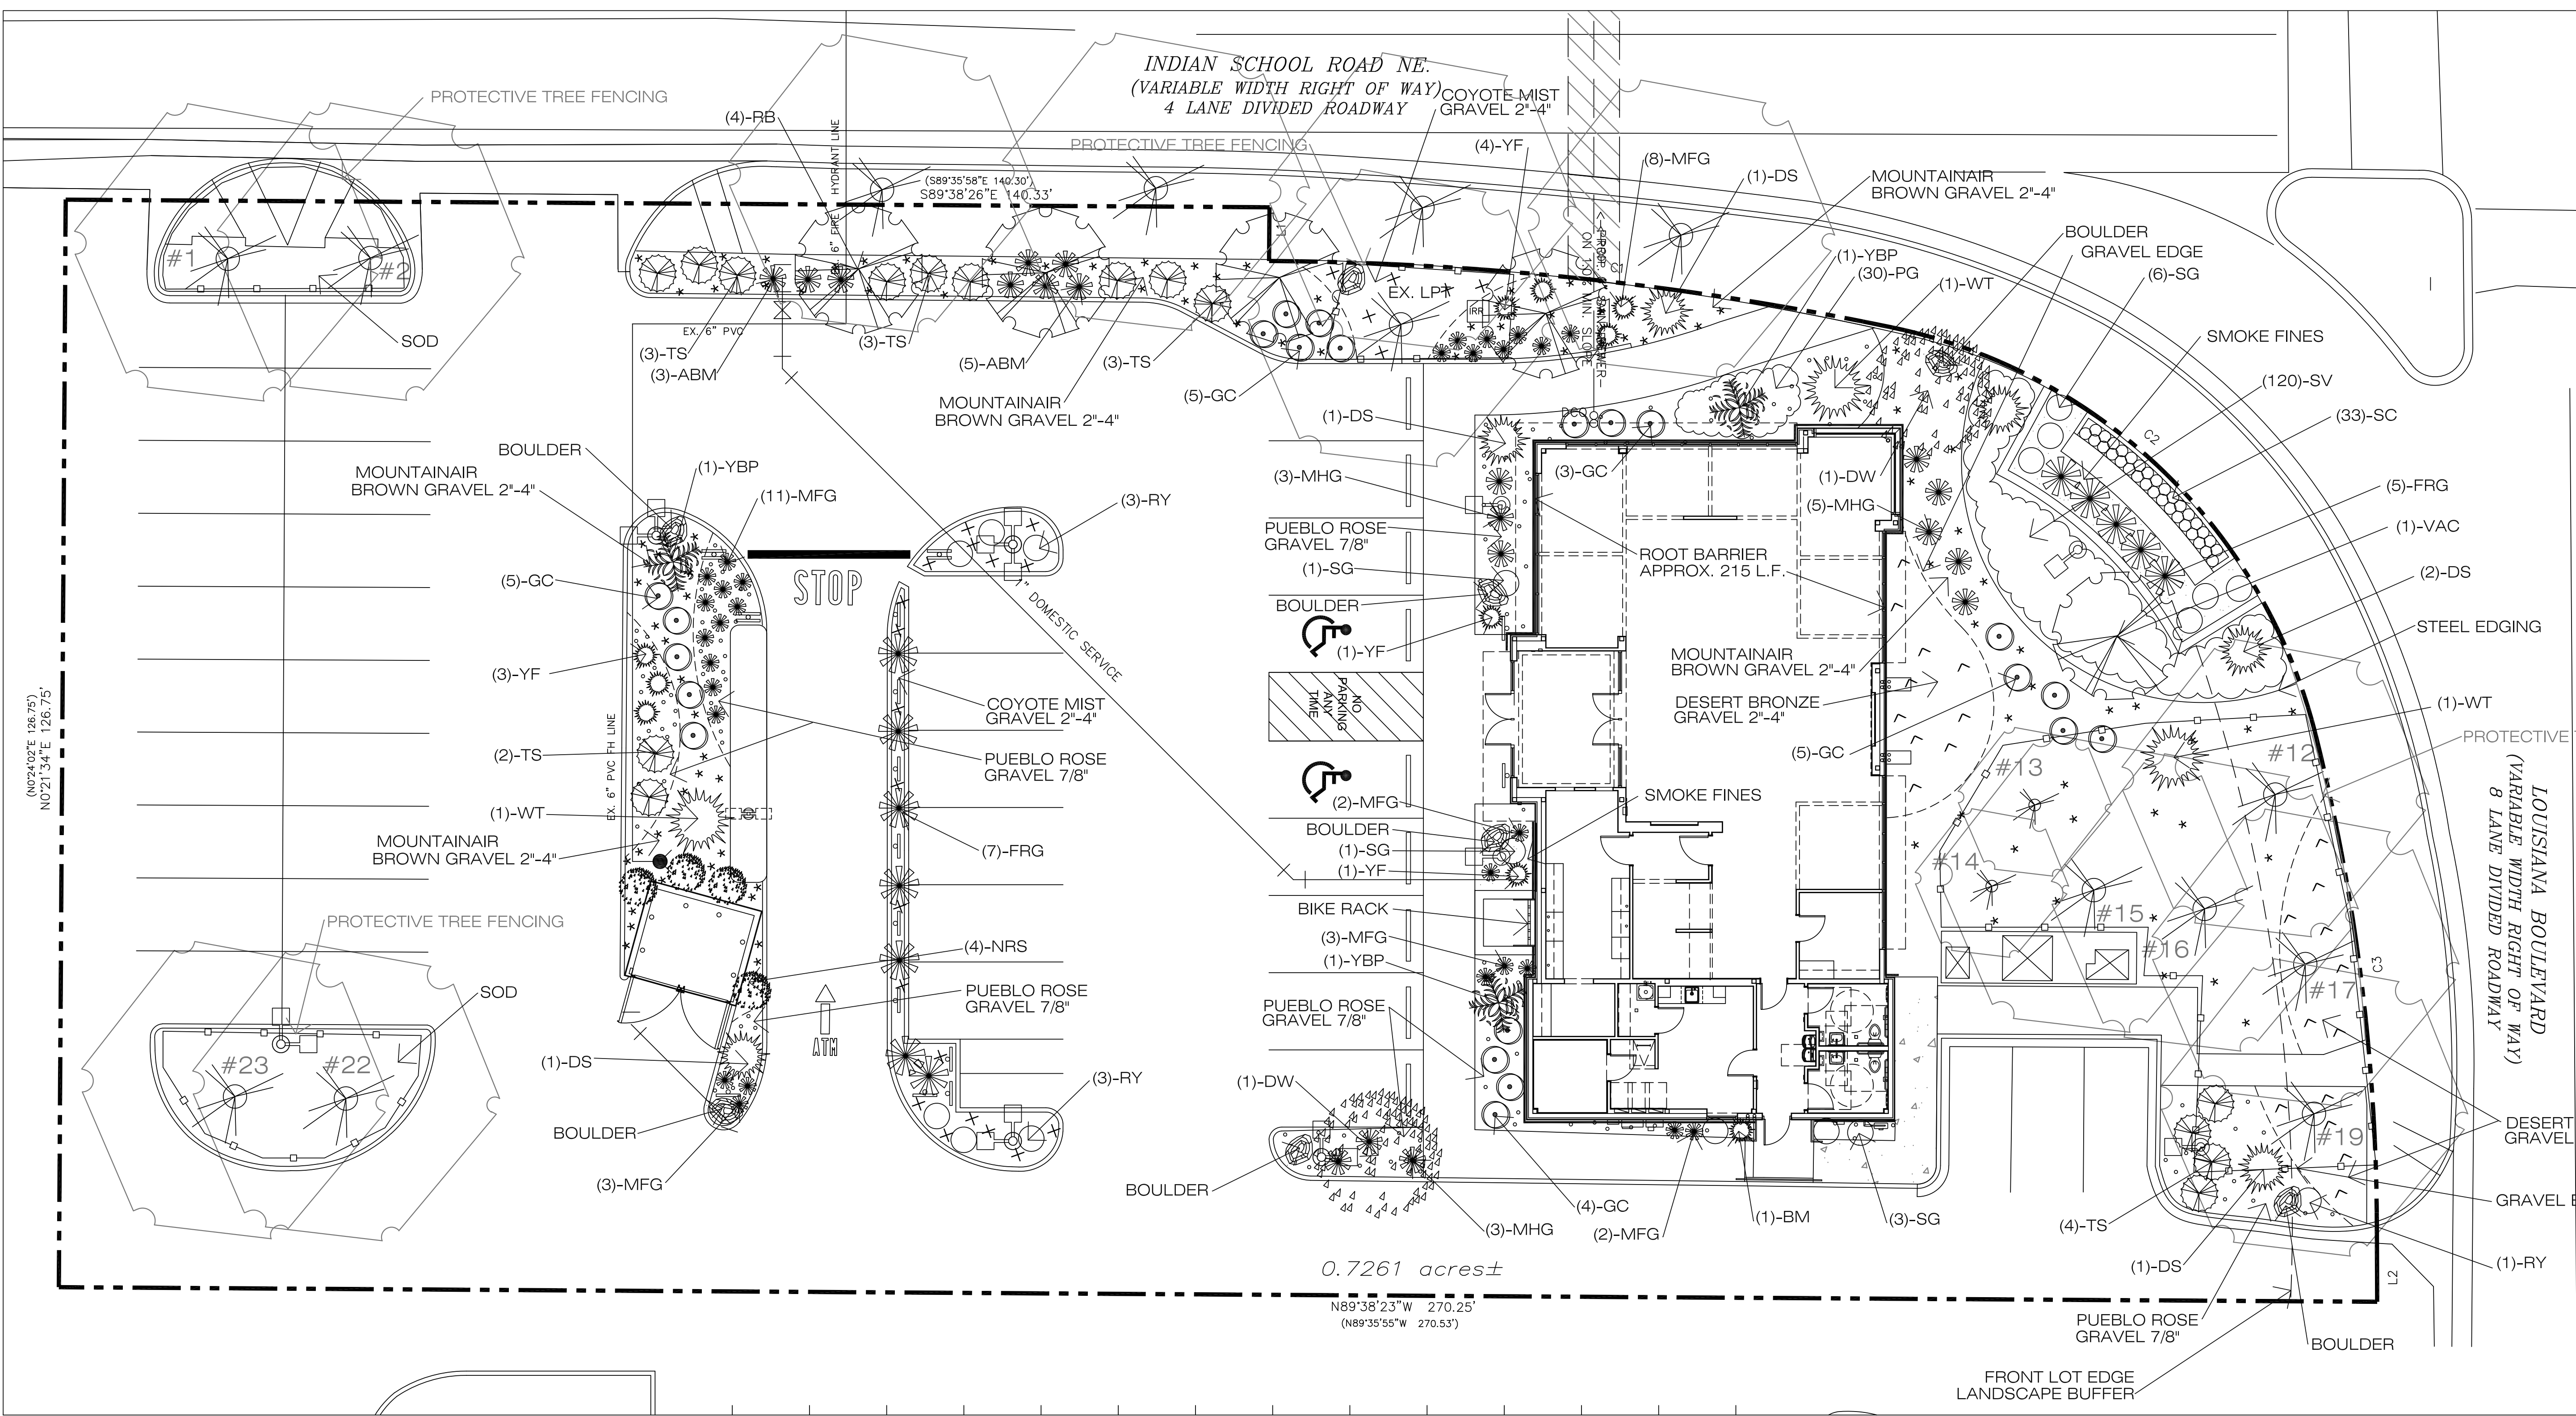 INDIAN SCHOOL ROAD NE.
(VARIABLE WIDTH RIGHT OF WAY)
4 LANE DIVIDED ROADWAY
COYOTE MIST
GRAVEL 2"-4"
PROTECTIVE TREE FENCING
(4)-RB
HYDRANT LINE
EX. 6" FIRE
PROTECTIVE TREE FENCING
(4)-YF
(8)-MFG
(1)-DS
MOUNTAINAIR
BROWN GRAVEL 2"-4"
(S89°35'58"E 140.30')
S89°38'26"E 140.33'
L1
BOULDER
GRAVEL EDGE
(6)-SG
(1)-YBP
(30)-PG
(1)-WT
#1
#2
SOD
EX. LPT
IRR
ON 1.0% MIN. SLOPE
EX. 6" PVC
(3)-TS
(3)-ABM
(3)-TS
(5)-ABM
(3)-TS
(5)-GC
MOUNTAINAIR
BROWN GRAVEL 2"-4"
SMOKE FINES
(120)-SV
(33)-SC
C2
(1)-DS
DCO
(3)-GC
(1)-DW
BOULDER
(1)-YBP
MOUNTAINAIR
BROWN GRAVEL 2"-4"
(11)-MFG
(3)-RY
(3)-MHG
(5)-MHG
(5)-FRG
(1)-VAC
PUEBLO ROSE
GRAVEL 7/8"
ROOT BARRIER
APPROX. 215 L.F.
(5)-GC
STOP
1" DOMESTIC SERVICE
(1)-SG
BOULDER
(2)-DS
STEEL EDGING
(3)-YF
(1)-YF
MOUNTAINAIR
BROWN GRAVEL 2"-4"
DESERT BRONZE
GRAVEL 2"-4"
(N0°24'02"E 126.75')
N0°21'34"E 126.75'
EX. 6" PVC FH LINE
COYOTE MIST
GRAVEL 2"-4"
NO
PARKING
ANY
TIME
(1)-WT
PROTECTIVE
(2)-TS
PUEBLO ROSE
GRAVEL 7/8"
(5)-GC
#12
#13
(1)-WT
(2)-MFG
SMOKE FINES
MOUNTAINAIR
BROWN GRAVEL 2"-4"
(7)-FRG
BOULDER
(1)-SG
(1)-YF
#14
LOUISIANA BOULEVARD
(VARIABLE WIDTH RIGHT OF WAY)
8 LANE DIVIDED ROADWAY
PROTECTIVE TREE FENCING
BIKE RACK
#15
(4)-NRS
(3)-MFG
(1)-YBP
#16
C3
SOD
PUEBLO ROSE
GRAVEL 7/8"
PUEBLO ROSE
GRAVEL 7/8"
#17
#23
#22
(1)-DS
ATM
(3)-RY
(1)-DW
BOULDER
#19
DESERT
GRAVEL
(3)-MFG
BOULDER
(3)-MHG
(4)-GC
(2)-MFG
(1)-BM
(3)-SG
(4)-TS
GRAVEL E
(1)-DS
(1)-RY
L2
0.7261 acres±
N89°38'23"W 270.25'
(N89°35'55"W 270.53')
PUEBLO ROSE
GRAVEL 7/8"
BOULDER
FRONT LOT EDGE
LANDSCAPE BUFFER